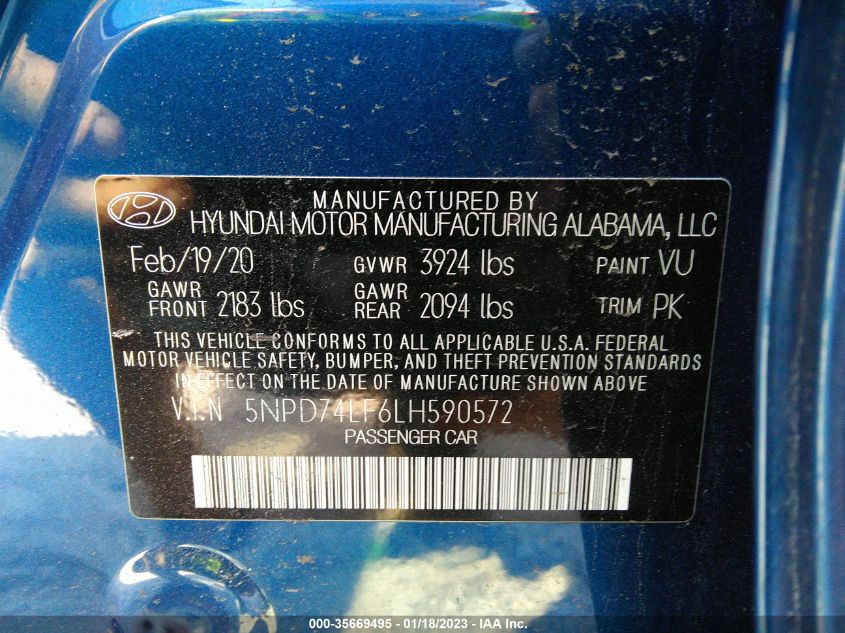 MANUFACTURED BY
HYUNDAI MOTOR MANUFACTURING ALABAMA, LLC
Feb/19/20 GVWR 3924 lbs PAINT VU
GAWR FRONT 2183 lbs GAWR REAR 2094 lbs TRIM PK
THIS VEHICLE CONFORMS TO ALL APPLICABLE U.S.A. FEDERAL
MOTOR VEHICLE SAFETY, BUMPER, AND THEFT PREVENTION STANDARDS
IN EFFECT ON THE DATE OF MANUFACTURE SHOWN ABOVE
V.I.N 5NPD74LF6LH590572
PASSENGER CAR
000-35669495 - 01/18/2023 - IAA Inc.